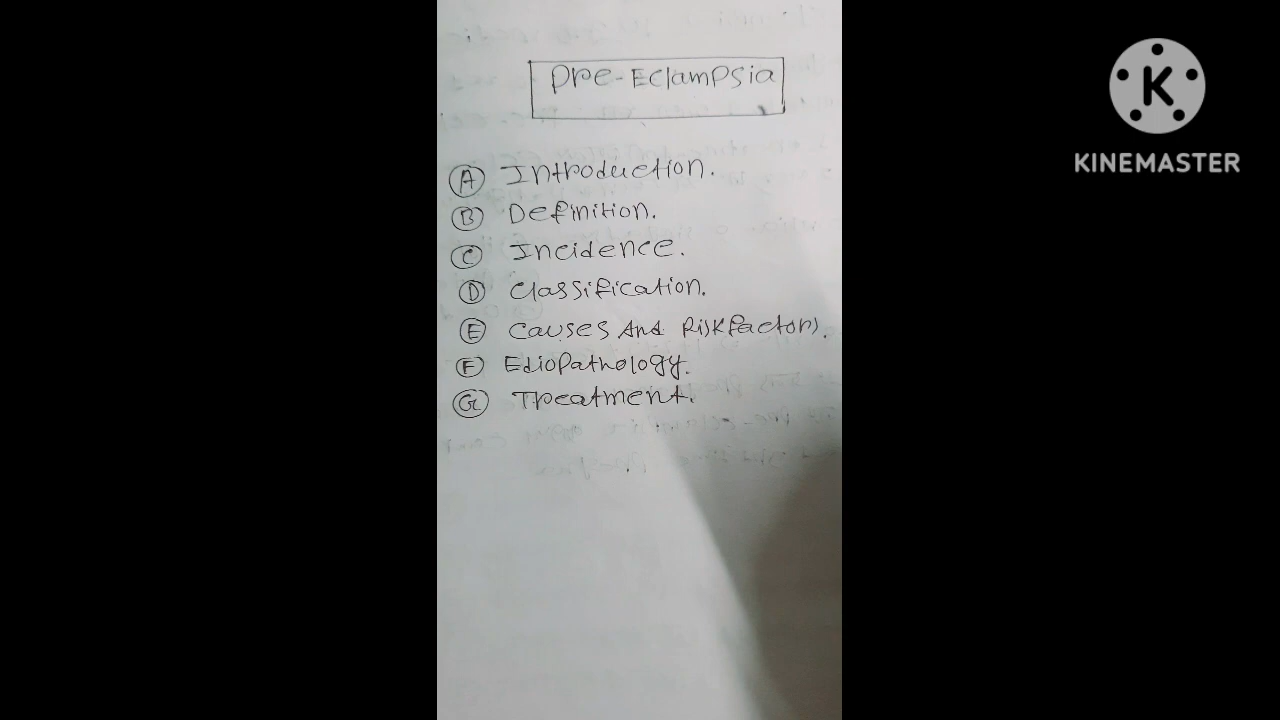 Pre-Eclampsia
A Introduction.
B Definition.
C Incidence.
D Classification.
E Causes And Riskfactors.
F Ediopathology.
G Treatment.
K
KINEMASTER